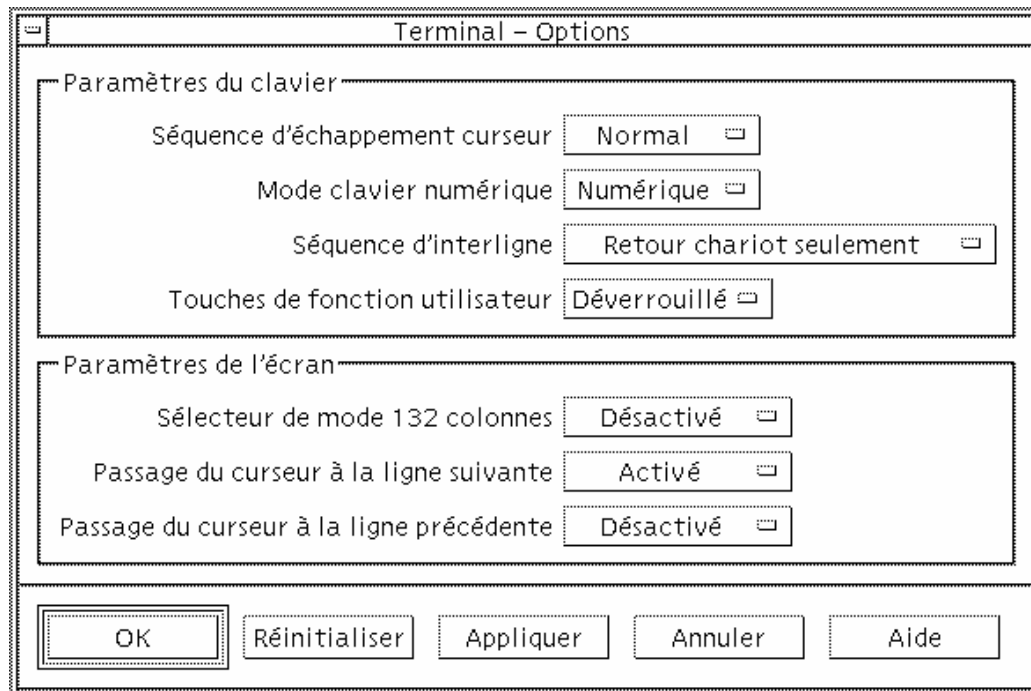 Terminal – Options
Paramètres du clavier
Séquence d'échappement curseur Normal
Mode clavier numérique Numérique
Séquence d'interligne Retour chariot seulement
Touches de fonction utilisateur Déverrouillé
Paramètres de l'écran
Sélecteur de mode 132 colonnes Désactivé
Passage du curseur à la ligne suivante Activé
Passage du curseur à la ligne précédente Désactivé
OK Réinitialiser Appliquer Annuler Aide